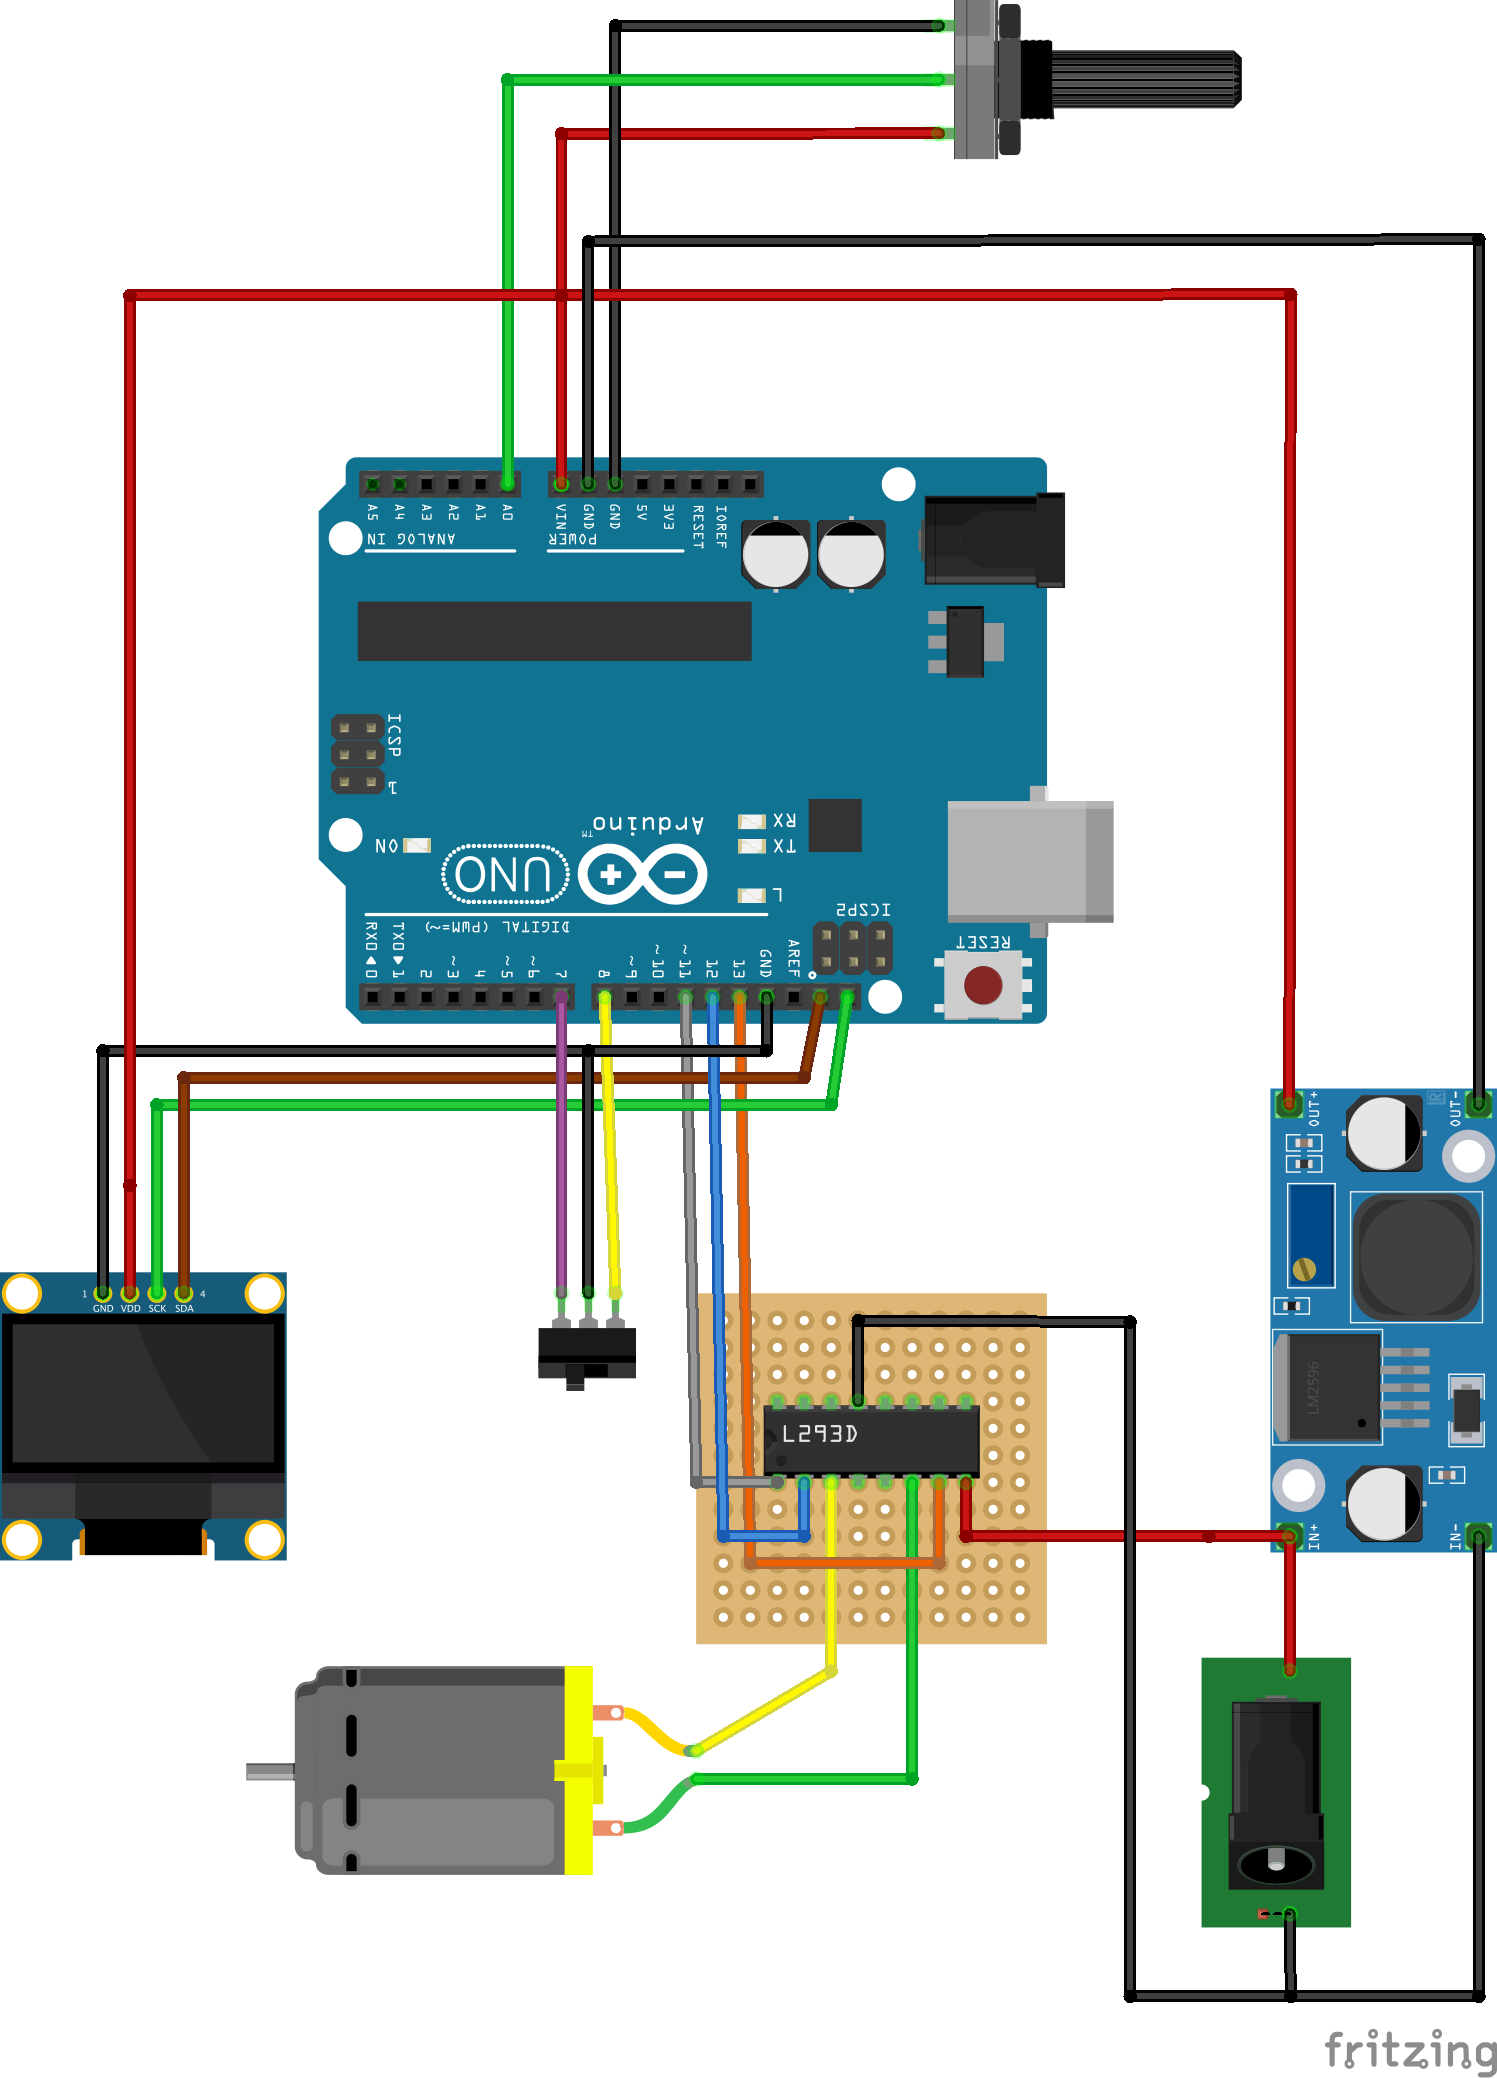 A5 A4 A3 A2 A1 A0 VIN GND GND 5V 3V3 RESET IOREF
ANALOG IN
POWER
ICSP
1
ON
UNO
Arduino
TM
RX
TX
L
ICSP2
DIGITAL (PWM=~)
RESET
RX0 0
TX0 1
2
~3
4
~5
~6
7
8
~9
~10
~11
12
13
GND
AREF
OUT+
OUT-
1
GND VDD SCK SDA
4
L293D
LM2596
IN+
IN-
fritzing